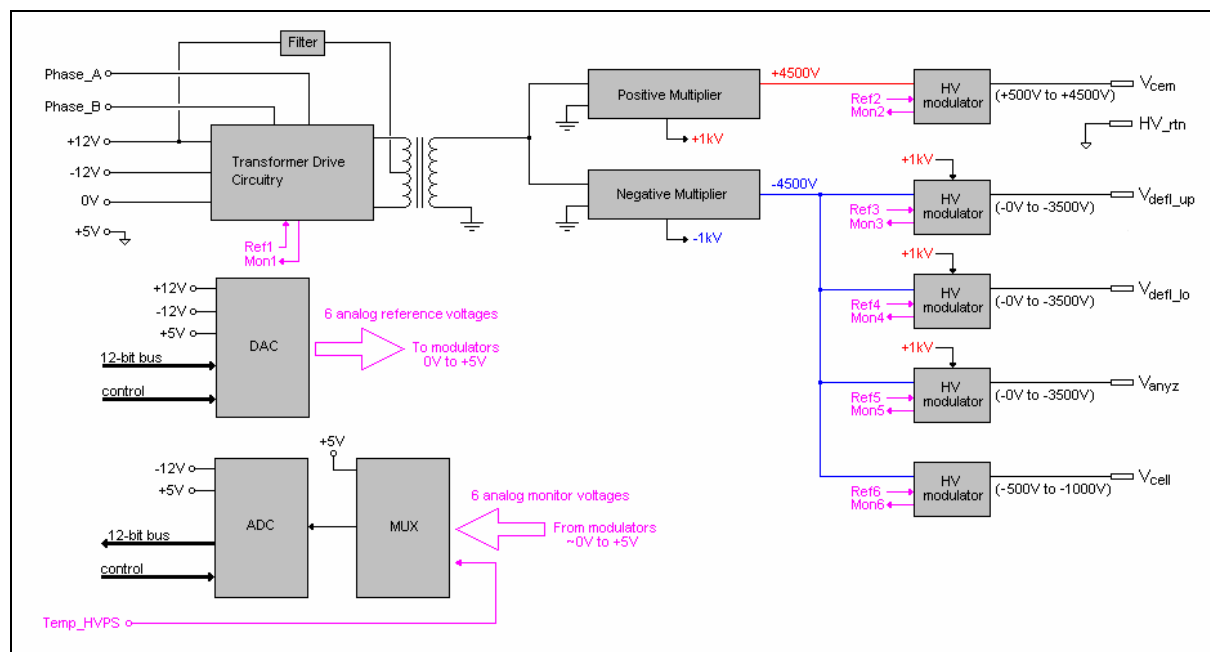 Filter
Phase_A
Phase_B
+12V
-12V
0V
+5V
Transformer Drive
Circuitry
Ref1
Mon1
Positive Multiplier
+4500V
+1kV
Negative Multiplier
-4500V
-1kV
HV
modulator
Ref2
Mon2
(+500V to +4500V)
Vcem
HV_rtn
+1kV
HV
modulator
Ref3
Mon3
(-0V to -3500V)
Vdefl_up
+1kV
HV
modulator
Ref4
Mon4
(-0V to -3500V)
Vdefl_lo
+1kV
HV
modulator
Ref5
Mon5
(-0V to -3500V)
Vanyz
HV
modulator
Ref6
Mon6
(-500V to -1000V)
Vcell
+12V
-12V
+5V
12-bit bus
control
DAC
6 analog reference voltages
To modulators
0V to +5V
-12V
+5V
12-bit bus
control
ADC
+5V
MUX
6 analog monitor voltages
From modulators
~0V to +5V
Temp_HVPS